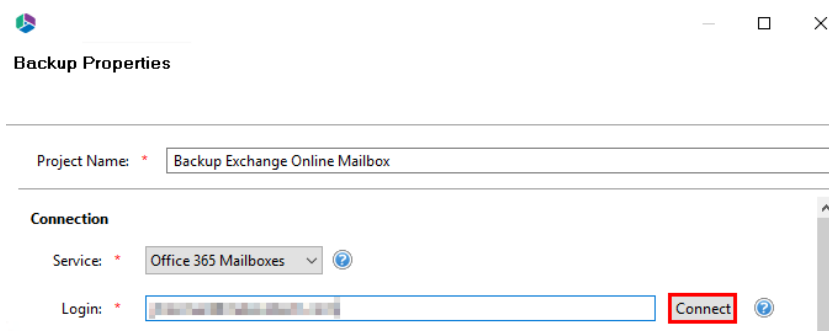 Backup Properties
Project Name: * Backup Exchange Online Mailbox
Connection
Service: * Office 365 Mailboxes ?
Login: * Connect ?